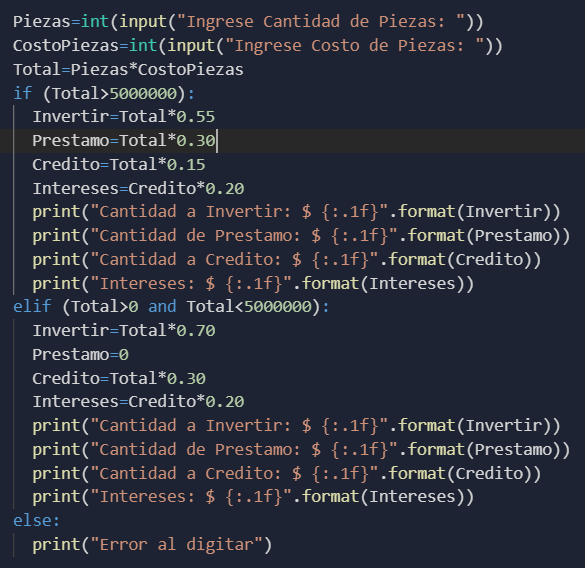 Piezas=int(input("Ingrese Cantidad de Piezas: "))
CostoPiezas=int(input("Ingrese Costo de Piezas: "))
Total=Piezas*CostoPiezas
if (Total>5000000):
  Invertir=Total*0.55
  Prestamo=Total*0.30
  Credito=Total*0.15
  Intereses=Credito*0.20
  print("Cantidad a Invertir: $ {:.1f}".format(Invertir))
  print("Cantidad de Prestamo: $ {:.1f}".format(Prestamo))
  print("Cantidad a Credito: $ {:.1f}".format(Credito))
  print("Intereses: $ {:.1f}".format(Intereses))
elif (Total>0 and Total<5000000):
  Invertir=Total*0.70
  Prestamo=0
  Credito=Total*0.30
  Intereses=Credito*0.20
  print("Cantidad a Invertir: $ {:.1f}".format(Invertir))
  print("Cantidad de Prestamo: $ {:.1f}".format(Prestamo))
  print("Cantidad a Credito: $ {:.1f}".format(Credito))
  print("Intereses: $ {:.1f}".format(Intereses))
else:
  print("Error al digitar")